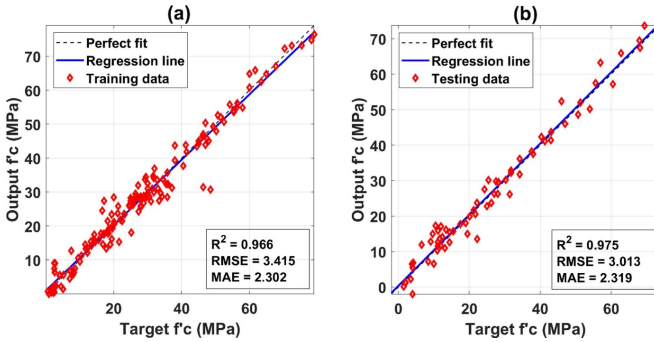 (a)
Perfect fit
Regression line
Training data
Output f'c (MPa)
70
60
50
40
30
20
10
20
40
60
Target f'c (MPa)
R² = 0.966
RMSE = 3.415
MAE = 2.302
(b)
Perfect fit
Regression line
Testing data
Output f'c (MPa)
70
60
50
40
30
20
10
0
0
20
40
60
Target f'c (MPa)
R² = 0.975
RMSE = 3.013
MAE = 2.319